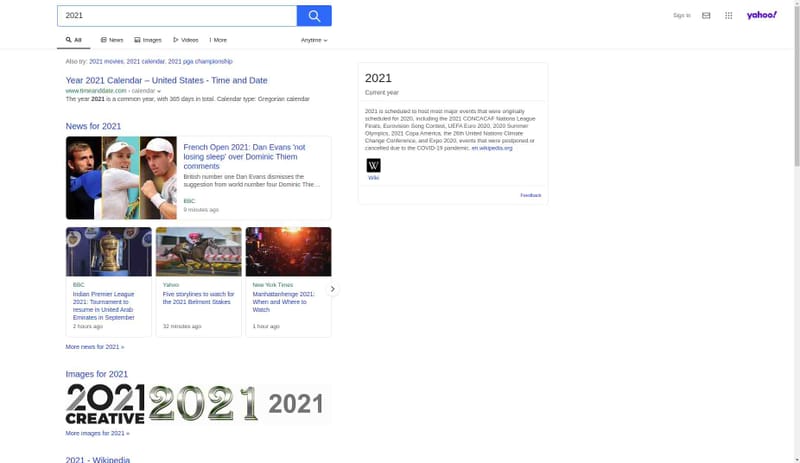 2021
Sign In
yahoo!
All
News
Images
Videos
More
Anytime
Also try: 2021 movies, 2021 calendar, 2021 pga championship
Year 2021 Calendar – United States - Time and Date
www.timeanddate.com › calendar
The year 2021 is a common year, with 365 days in total. Calendar type: Gregorian calendar
News for 2021
French Open 2021: Dan Evans 'not
losing sleep' over Dominic Thiem
comments
British number one Dan Evans dismisses the
suggestion from world number four Dominic Thie...
BBC
9 minutes ago
BBC
Indian Premier League
2021: Tournament to
resume in United Arab
Emirates in September
2 hours ago
Yahoo
Five storylines to watch for
the 2021 Belmont Stakes
32 minutes ago
New York Times
Manhattanhenge 2021:
When and Where to
Watch
1 hour ago
More news for 2021 »
Images for 2021
2021
CREATIVE
2021
2021
More images for 2021 »
2021 - Wikipedia
2021
Current year
2021 is scheduled to host most major events that were originally
scheduled for 2020, including the 2021 CONCACAF Nations League
Finals, Eurovision Song Contest, UEFA Euro 2020, 2020 Summer
Olympics, 2021 Copa America, the 26th United Nations Climate
Change Conference, and Expo 2020, events that were postponed or
cancelled due to the COVID-19 pandemic. en.wikipedia.org
W
Wiki
Feedback